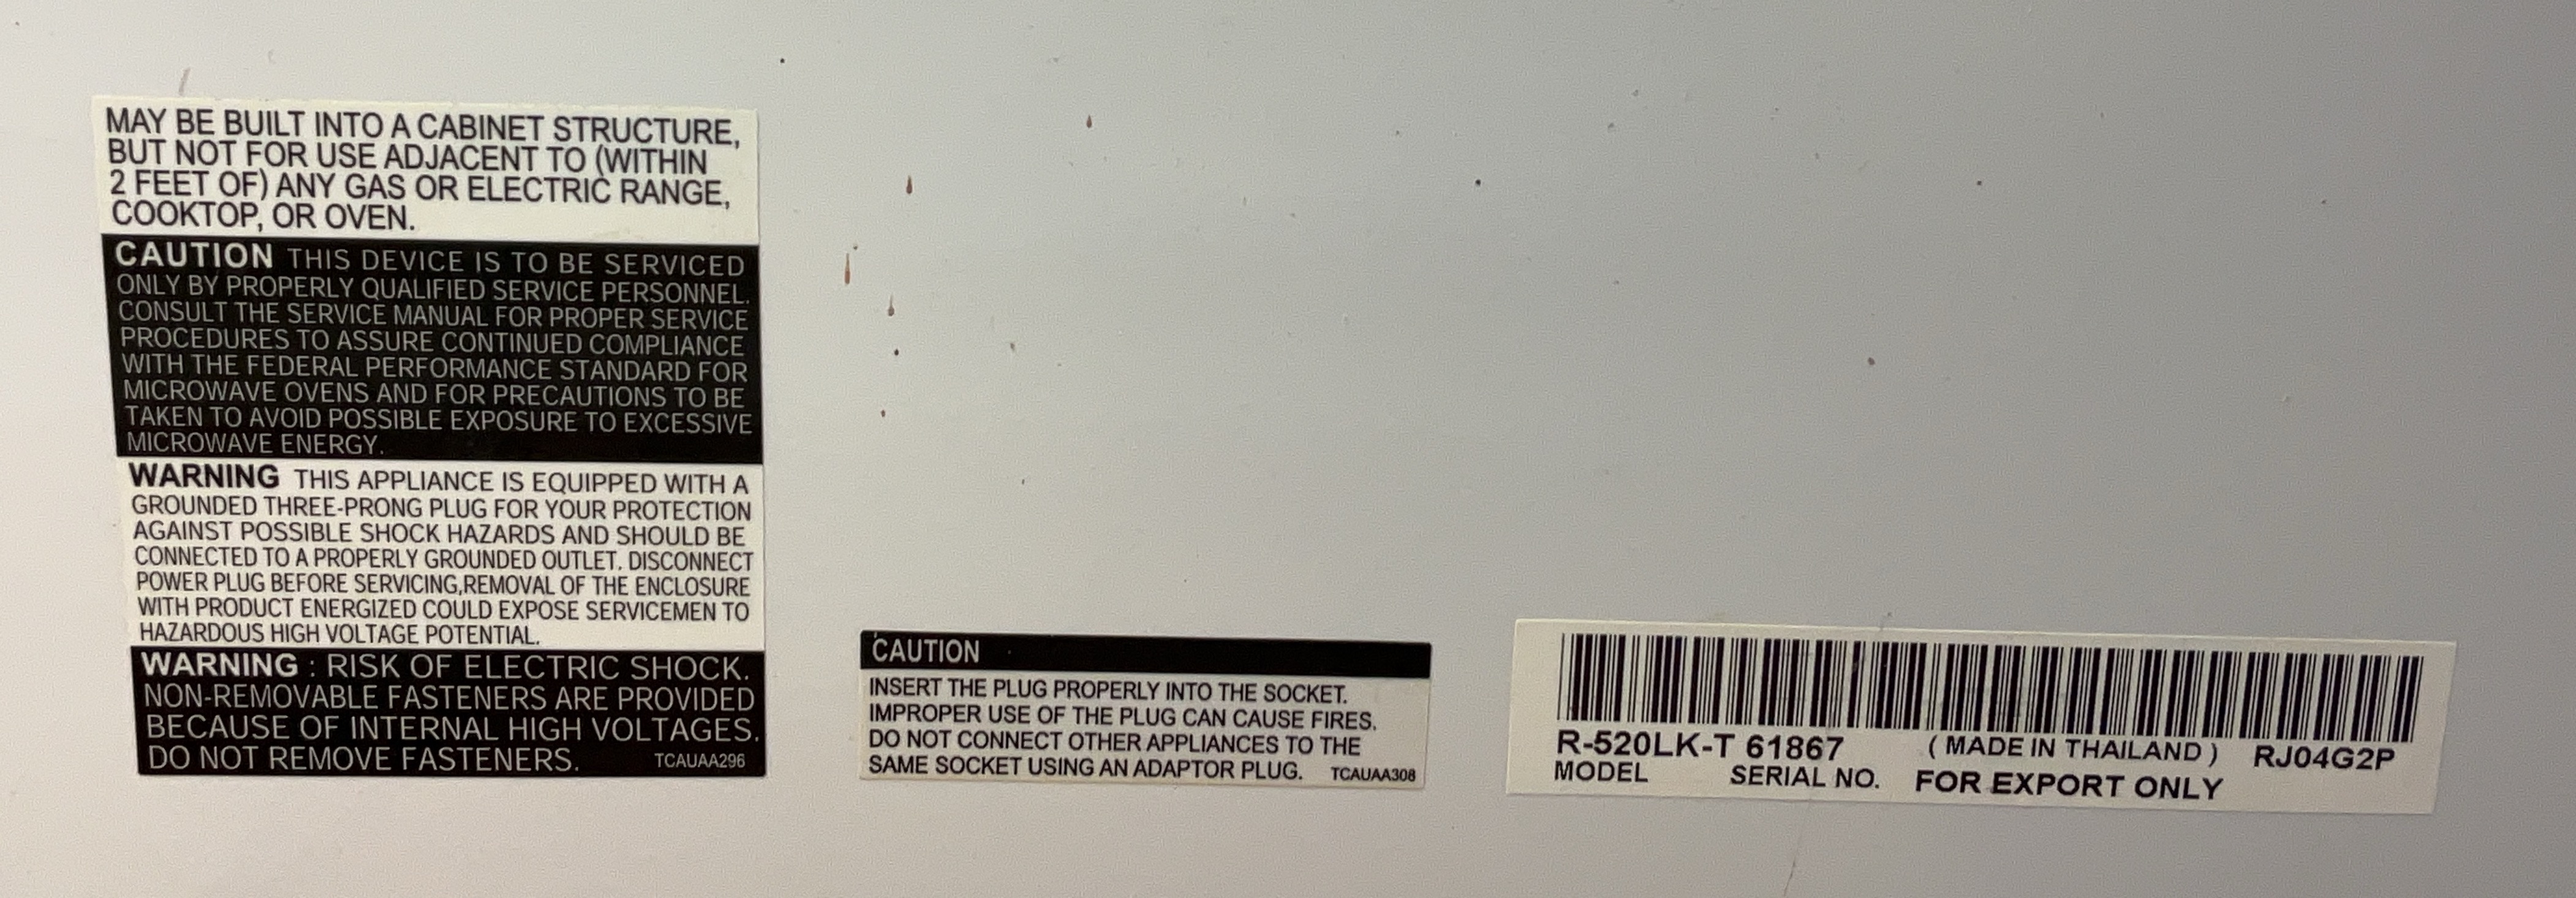 MAY BE BUILT INTO A CABINET STRUCTURE,
BUT NOT FOR USE ADJACENT TO (WITHIN
2 FEET OF) ANY GAS OR ELECTRIC RANGE,
COOKTOP, OR OVEN.
CAUTION THIS DEVICE IS TO BE SERVICED
ONLY BY PROPERLY QUALIFIED SERVICE PERSONNEL.
CONSULT THE SERVICE MANUAL FOR PROPER SERVICE
PROCEDURES TO ASSURE CONTINUED COMPLIANCE
WITH THE FEDERAL PERFORMANCE STANDARD FOR
MICROWAVE OVENS AND FOR PRECAUTIONS TO BE
TAKEN TO AVOID POSSIBLE EXPOSURE TO EXCESSIVE
MICROWAVE ENERGY.
WARNING THIS APPLIANCE IS EQUIPPED WITH A
GROUNDED THREE-PRONG PLUG FOR YOUR PROTECTION
AGAINST POSSIBLE SHOCK HAZARDS AND SHOULD BE
CONNECTED TO A PROPERLY GROUNDED OUTLET. DISCONNECT
POWER PLUG BEFORE SERVICING,REMOVAL OF THE ENCLOSURE
WITH PRODUCT ENERGIZED COULD EXPOSE SERVICEMEN TO
HAZARDOUS HIGH VOLTAGE POTENTIAL.
WARNING : RISK OF ELECTRIC SHOCK.
NON-REMOVABLE FASTENERS ARE PROVIDED
BECAUSE OF INTERNAL HIGH VOLTAGES.
DO NOT REMOVE FASTENERS. TCAUAA296
CAUTION
INSERT THE PLUG PROPERLY INTO THE SOCKET.
IMPROPER USE OF THE PLUG CAN CAUSE FIRES.
DO NOT CONNECT OTHER APPLIANCES TO THE
SAME SOCKET USING AN ADAPTOR PLUG. TCAUAA308
R-520LK-T 61867 (MADE IN THAILAND) RJ04G2P
MODEL SERIAL NO. FOR EXPORT ONLY